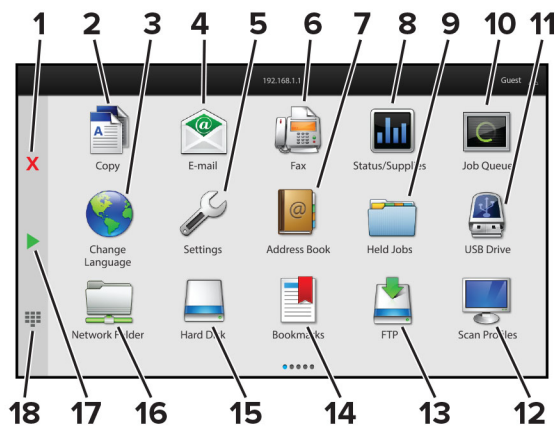 1 2 3 4 5 6 7 8 9 10 11
192.168.1.1 Guest
X
Copy E-mail Fax Status/Supplies Job Queue
Change Language Settings Address Book Held Jobs USB Drive
Network Folder Hard Disk Bookmarks FTP Scan Profiles
18 17 16 15 14 13 12